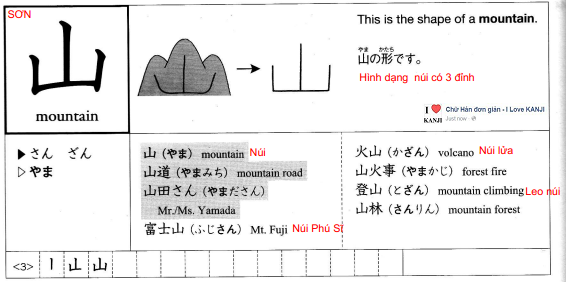 SƠN
山
mountain
This is the shape of a mountain.
やま かたち
山の形です。
Hình dạng núi có 3 đỉnh
I ❤ KANJI
Chữ Hán đơn giản - I Love KANJI
Just now
▶さん ざん
▷やま
山（やま） mountain Núi
山道（やまみち） mountain road
山田さん（やまださん）
Mr./Ms. Yamada
富士山（ふじさん） Mt. Fuji Núi Phú Sĩ
火山（かざん） volcano Núi lửa
山火事（やまかじ） forest fire
登山（とざん） mountain climbing Leo núi
山林（さんりん） mountain forest
<3> 丨 山 山